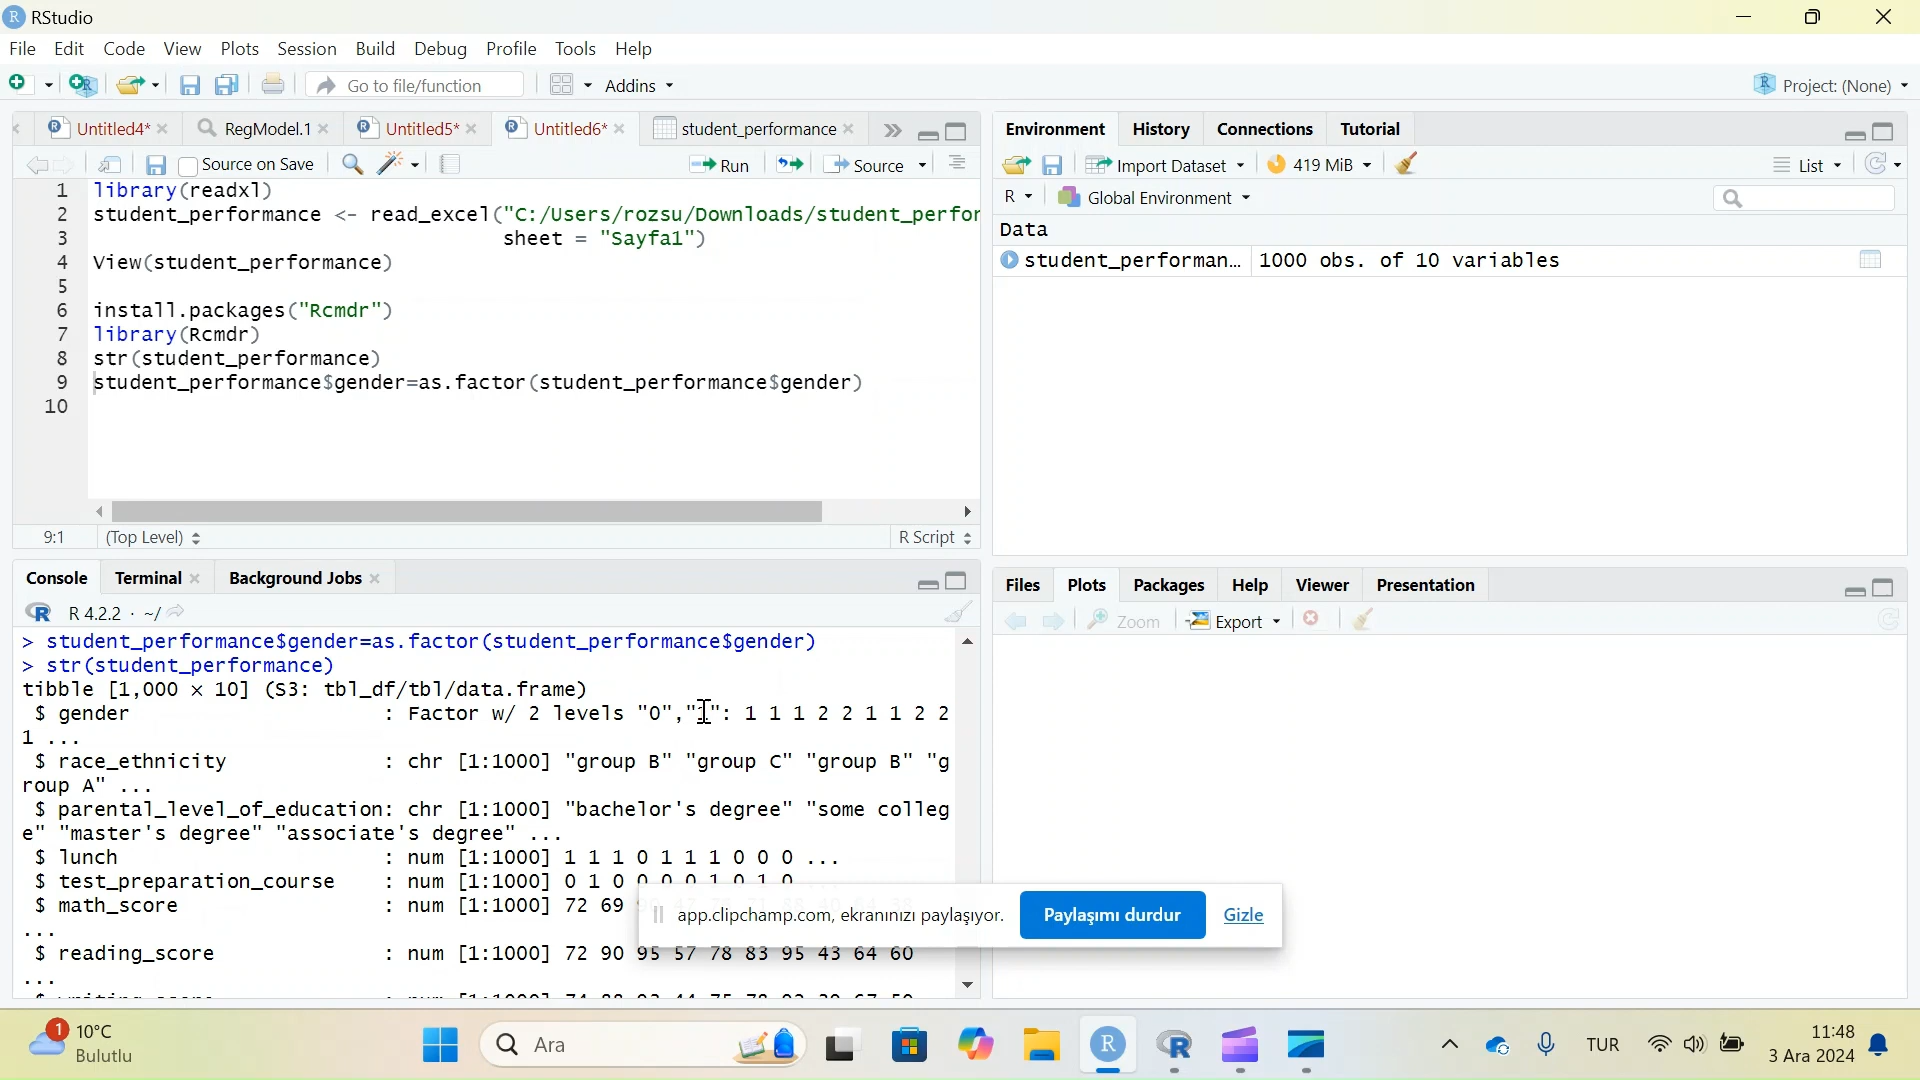 RStudio
File Edit Code View Plots Session Build Debug Profile Tools Help
Go to file/function Addins Project: (None)
Untitled4* RegModel.1 Untitled5* Untitled6* student_performance
Source on Save Run Source
1 library(readxl)
2 student_performance <- read_excel("C:/Users/rozsu/Downloads/student_perfor
3 sheet = "Sayfa1")
4 View(student_performance)
5
6 install.packages("Rcmdr")
7 library(Rcmdr)
8 str(student_performance)
9 student_performance$gender=as.factor(student_performance$gender)
10
9:1 (Top Level) R Script
Console Terminal Background Jobs
R 4.2.2 · ~/
> student_performance$gender=as.factor(student_performance$gender)
> str(student_performance)
tibble [1,000 × 10] (S3: tbl_df/tbl/data.frame)
$ gender : Factor w/ 2 levels "0","1": 1 1 1 2 2 1 1 2 2
1 ...
$ race_ethnicity : chr [1:1000] "group B" "group C" "group B" "g
roup A" ...
$ parental_level_of_education: chr [1:1000] "bachelor's degree" "some colleg
e" "master's degree" "associate's degree" ...
$ lunch : num [1:1000] 1 1 1 0 1 1 1 0 0 0 ...
$ test_preparation_course : num [1:1000] 0 1 0 0 0 0 1 0 1 0
$ math_score : num [1:1000] 72 69
...
$ reading_score : num [1:1000] 72 90 95 57 78 83 95 43 64 60
...
Environment History Connections Tutorial
Import Dataset 419 MiB List
R Global Environment
Data
student_performan... 1000 obs. of 10 variables
Files Plots Packages Help Viewer Presentation
Zoom Export
app.clipchamp.com, ekranınızı paylaşıyor. Paylaşımı durdur Gizle
1 10°C
Bulutlu
Ara
TUR
11:48
3 Ara 2024